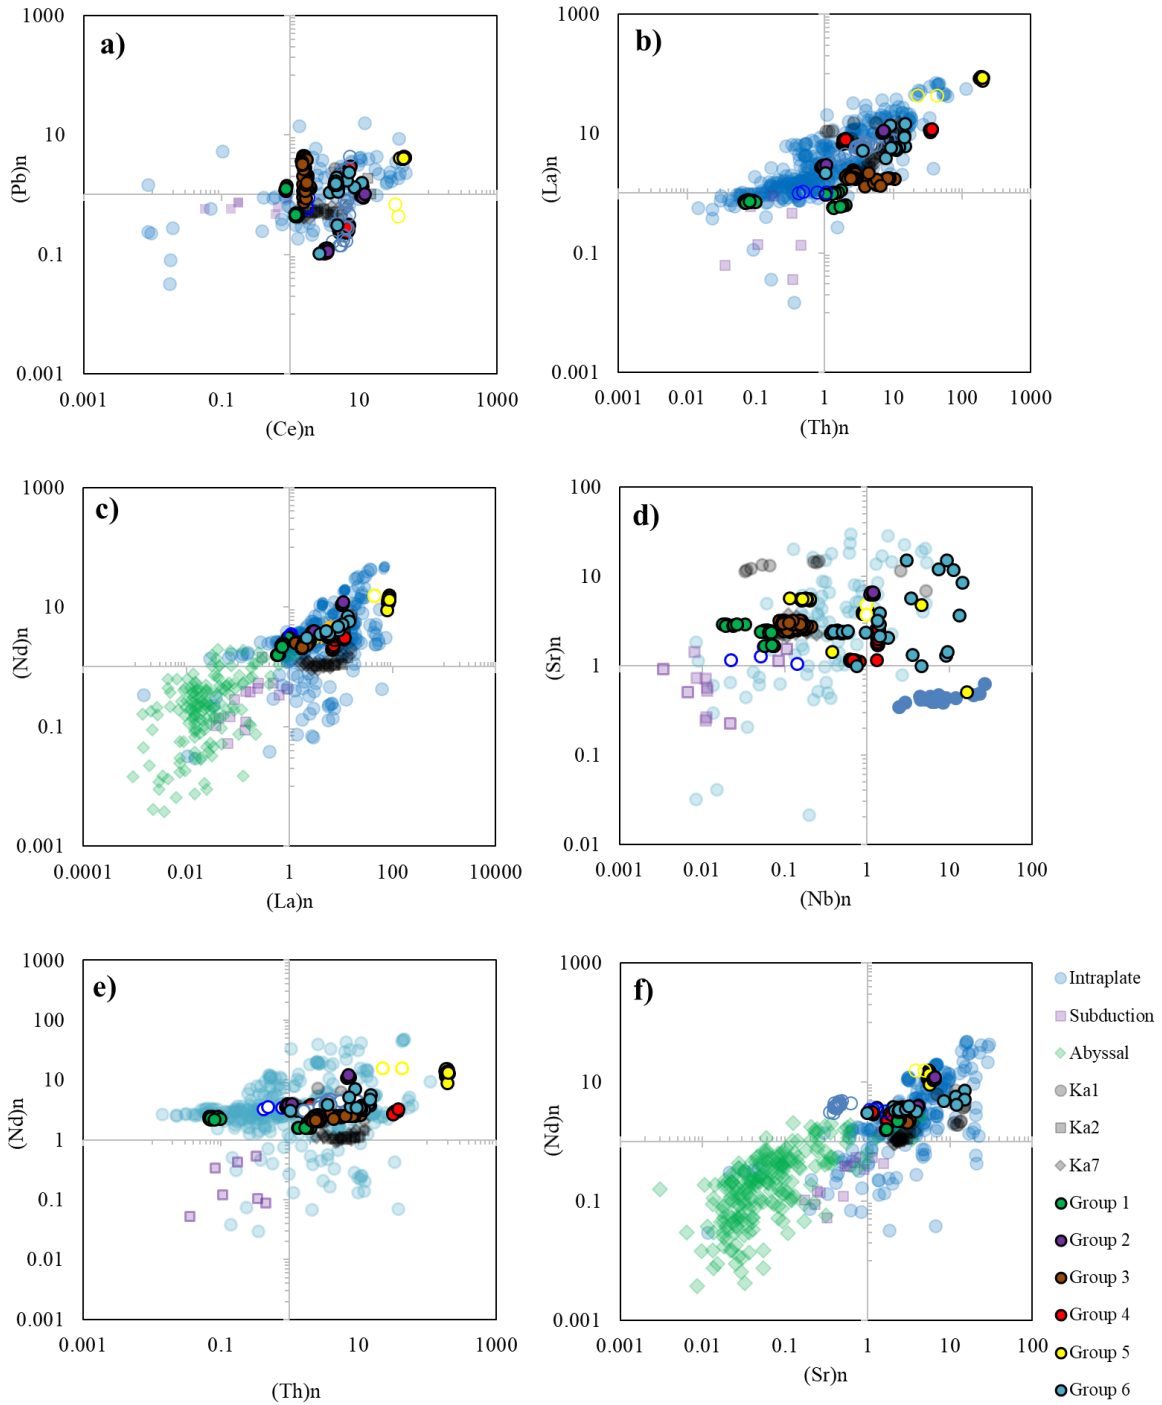 a)
1000
10
0.1
0.001
(Pb)n
0.001
0.1
10
1000
(Ce)n
b)
1000
10
0.1
0.001
(La)n
0.001
0.01
0.1
1
10
100
1000
(Th)n
c)
1000
10
0.1
0.001
(Nd)n
0.0001
0.01
1
100
10000
(La)n
d)
100
10
1
0.1
0.01
(Sr)n
0.001
0.01
0.1
1
10
100
(Nb)n
e)
1000
100
10
1
0.1
0.01
0.001
(Nd)n
0.001
0.1
10
1000
(Th)n
f)
1000
10
0.1
0.001
(Nd)n
0.001
0.01
0.1
1
10
100
(Sr)n
Intraplate
Subduction
Abyssal
Ka1
Ka2
Ka7
Group 1
Group 2
Group 3
Group 4
Group 5
Group 6